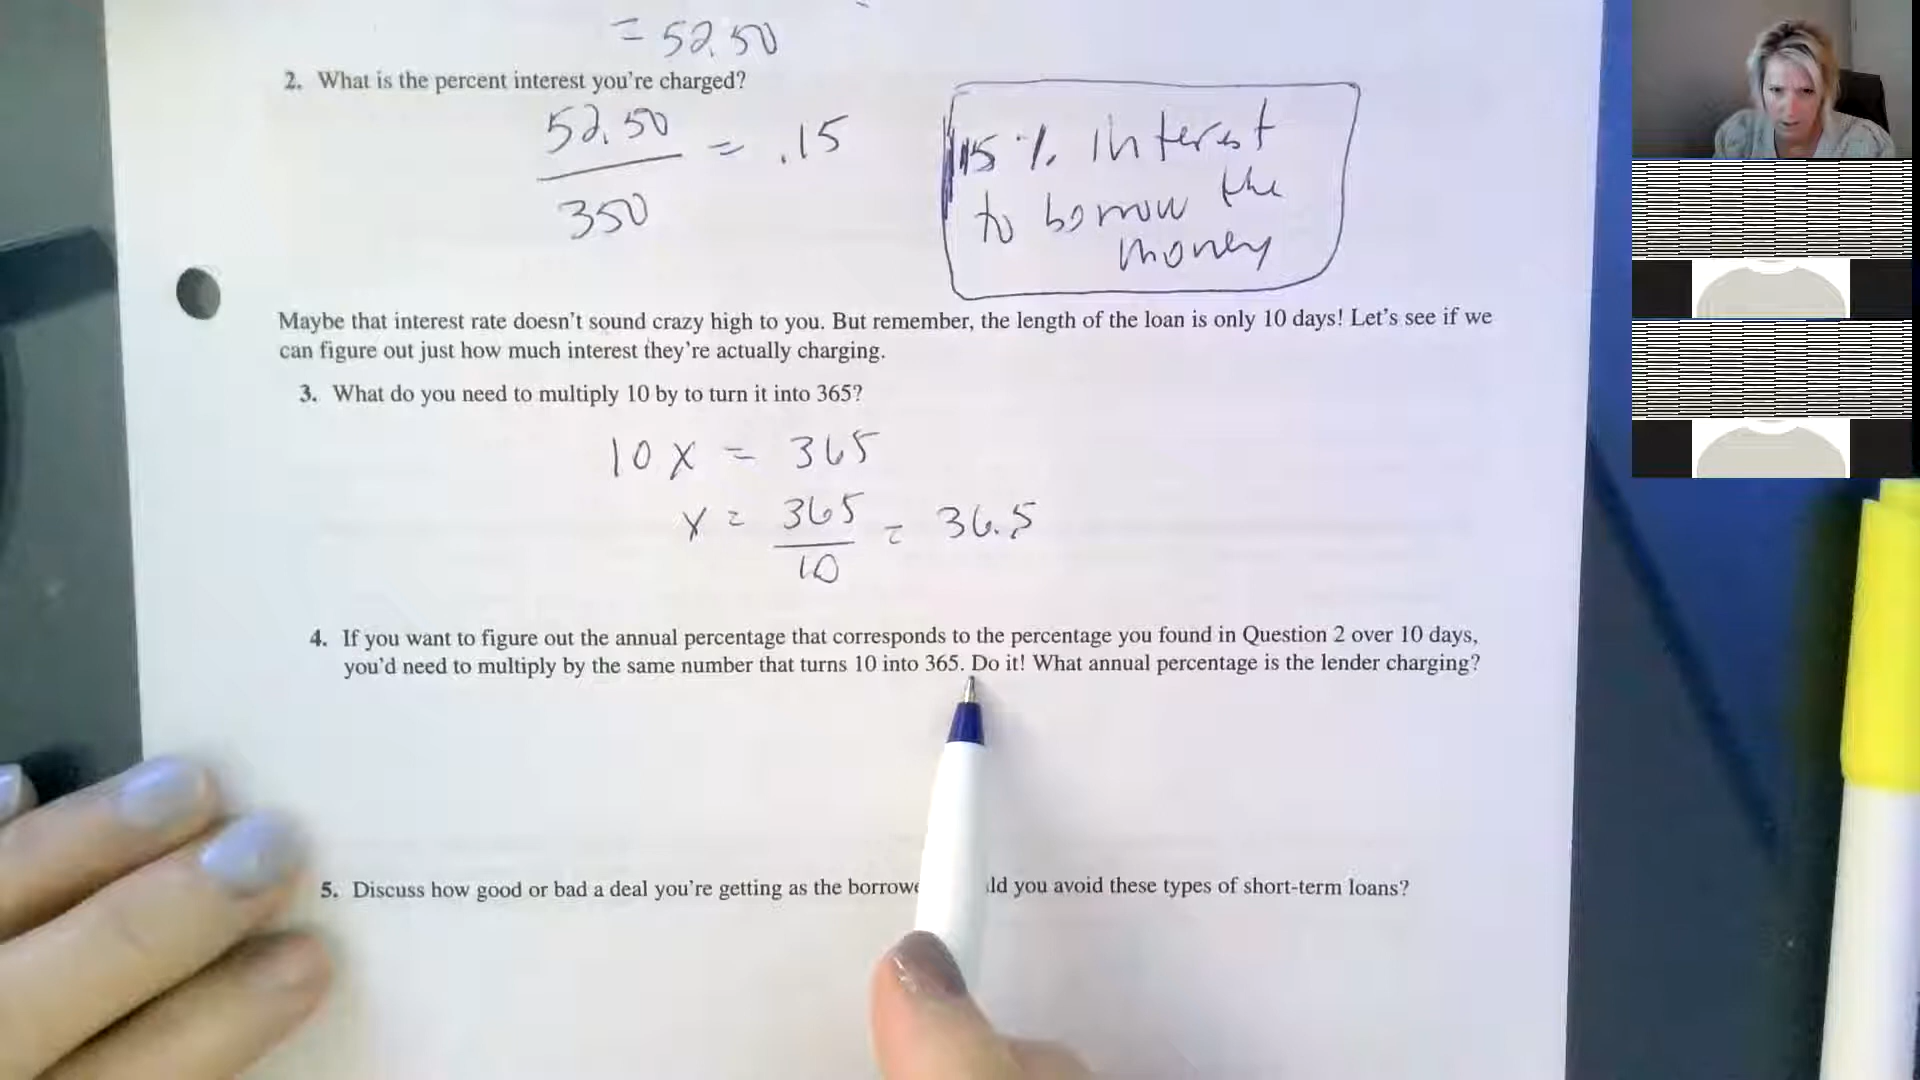 = 52.50
2. What is the percent interest you're charged?
52.50
350
= .15
15% interest
to borrow the
money
Maybe that interest rate doesn't sound crazy high to you. But remember, the length of the loan is only 10 days! Let's see if we
can figure out just how much interest they're actually charging.
3. What do you need to multiply 10 by to turn it into 365?
10x = 365
x = 365
10
= 36.5
4. If you want to figure out the annual percentage that corresponds to the percentage you found in Question 2 over 10 days,
you'd need to multiply by the same number that turns 10 into 365. Do it! What annual percentage is the lender charging?
5. Discuss how good or bad a deal you're getting as the you avoid these types of short-term loans?